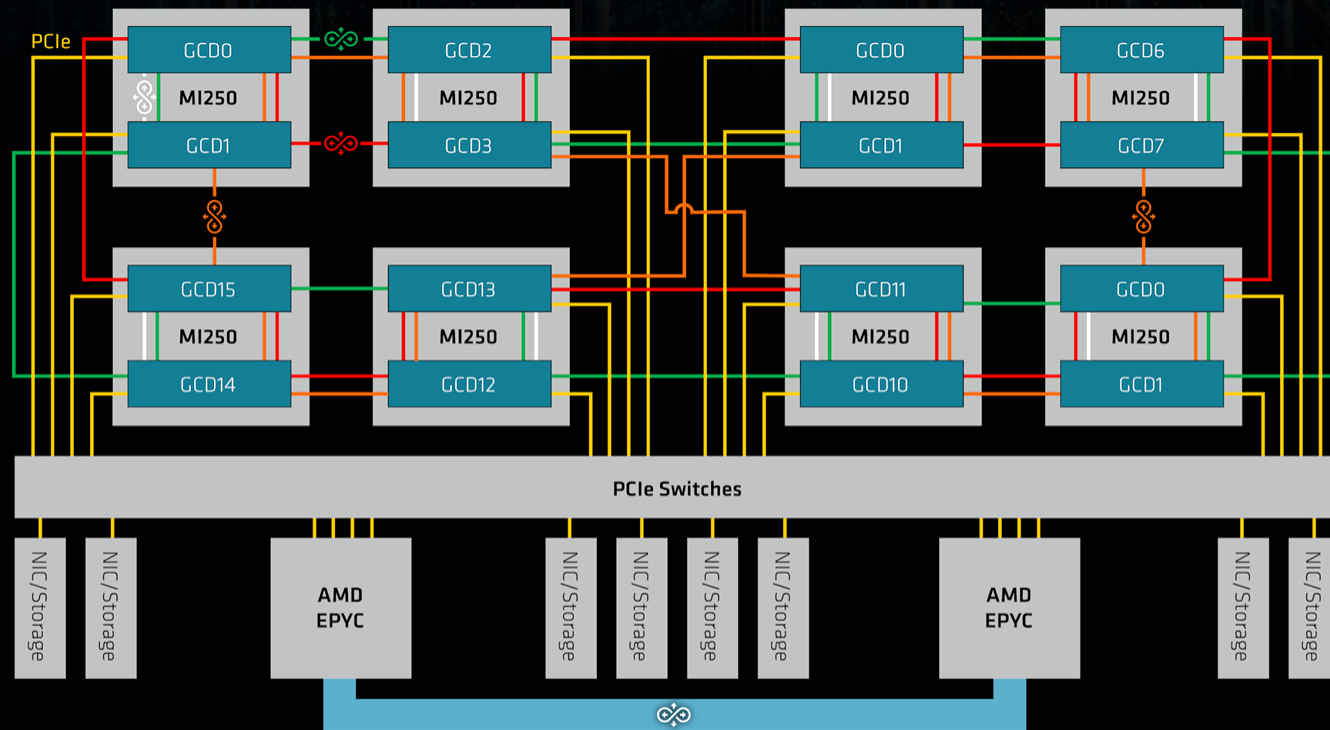 PCIe
GCD0
GCD2
GCD0
GCD6
MI250
MI250
MI250
MI250
GCD1
GCD3
GCD1
GCD7
GCD15
GCD13
GCD11
GCD0
MI250
MI250
MI250
MI250
GCD14
GCD12
GCD10
GCD1
PCIe Switches
NIC/Storage
NIC/Storage
AMD
EPYC
NIC/Storage
NIC/Storage
NIC/Storage
NIC/Storage
AMD
EPYC
NIC/Storage
NIC/Storage